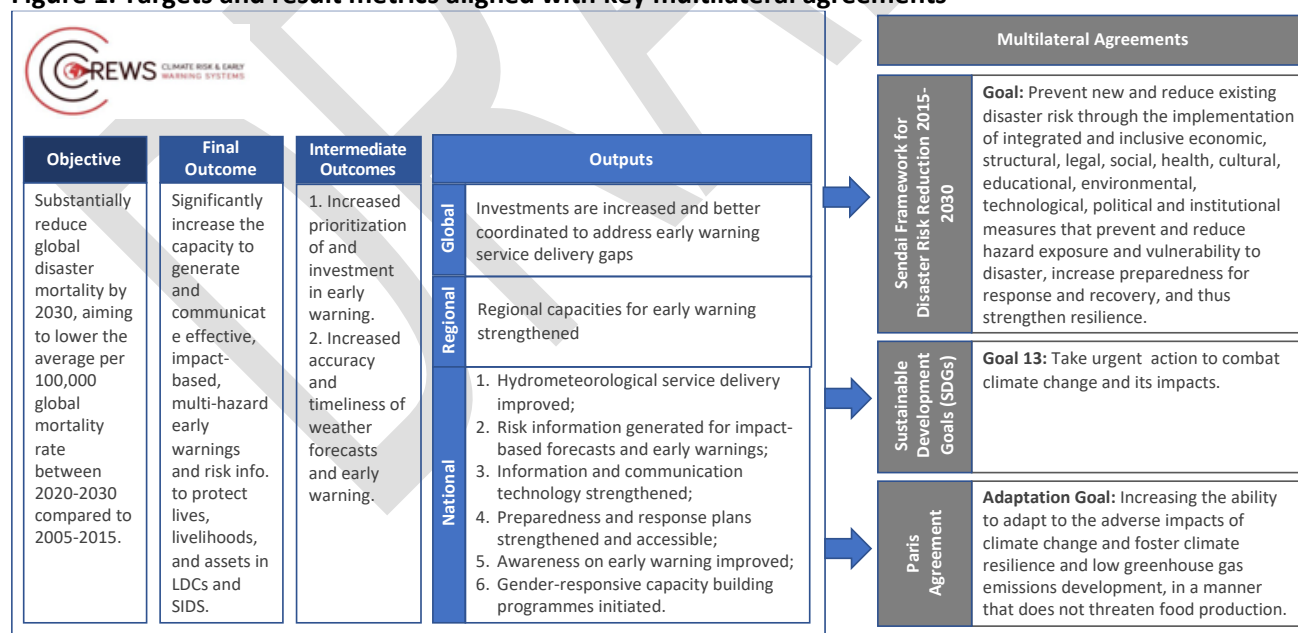 Figure 1. Targets and result metrics aligned with key multilateral agreements
CREWS CLIMATE RISK & EARLY
WARNING SYSTEMS
Objective
Substantially
reduce
global
disaster
mortality by
2030, aiming
to lower the
average per
100,000
global
mortality
rate
between
2020-2030
compared to
2005-2015.
Final
Outcome
Significantly
increase the
capacity to
generate
and
communicat
e effective,
impact-
based,
multi-hazard
early
warnings
and risk info.
to protect
lives,
livelihoods,
and assets in
LDCs and
SIDS.
Intermediate
Outcomes
1. Increased
prioritization
of and
investment
in early
warning.
2. Increased
accuracy
and
timeliness of
weather
forecasts
and early
warning.
Outputs
Global
Investments are increased and better
coordinated to address early warning
service delivery gaps
Regional
Regional capacities for early warning
strengthened
National
1. Hydrometeorological service delivery
improved;
2. Risk information generated for impact-
based forecasts and early warnings;
3. Information and communication
technology strengthened;
4. Preparedness and response plans
strengthened and accessible;
5. Awareness on early warning improved;
6. Gender-responsive capacity building
programmes initiated.
Multilateral Agreements
Sendai Framework for
Disaster Risk Reduction 2015-
2030
Goal: Prevent new and reduce existing
disaster risk through the implementation
of integrated and inclusive economic,
structural, legal, social, health, cultural,
educational, environmental,
technological, political and institutional
measures that prevent and reduce
hazard exposure and vulnerability to
disaster, increase preparedness for
response and recovery, and thus
strengthen resilience.
Sustainable
Development
Goals (SDGs)
Goal 13: Take urgent action to combat
climate change and its impacts.
Paris
Agreement
Adaptation Goal: Increasing the ability
to adapt to the adverse impacts of
climate change and foster climate
resilience and low greenhouse gas
emissions development, in a manner
that does not threaten food production.